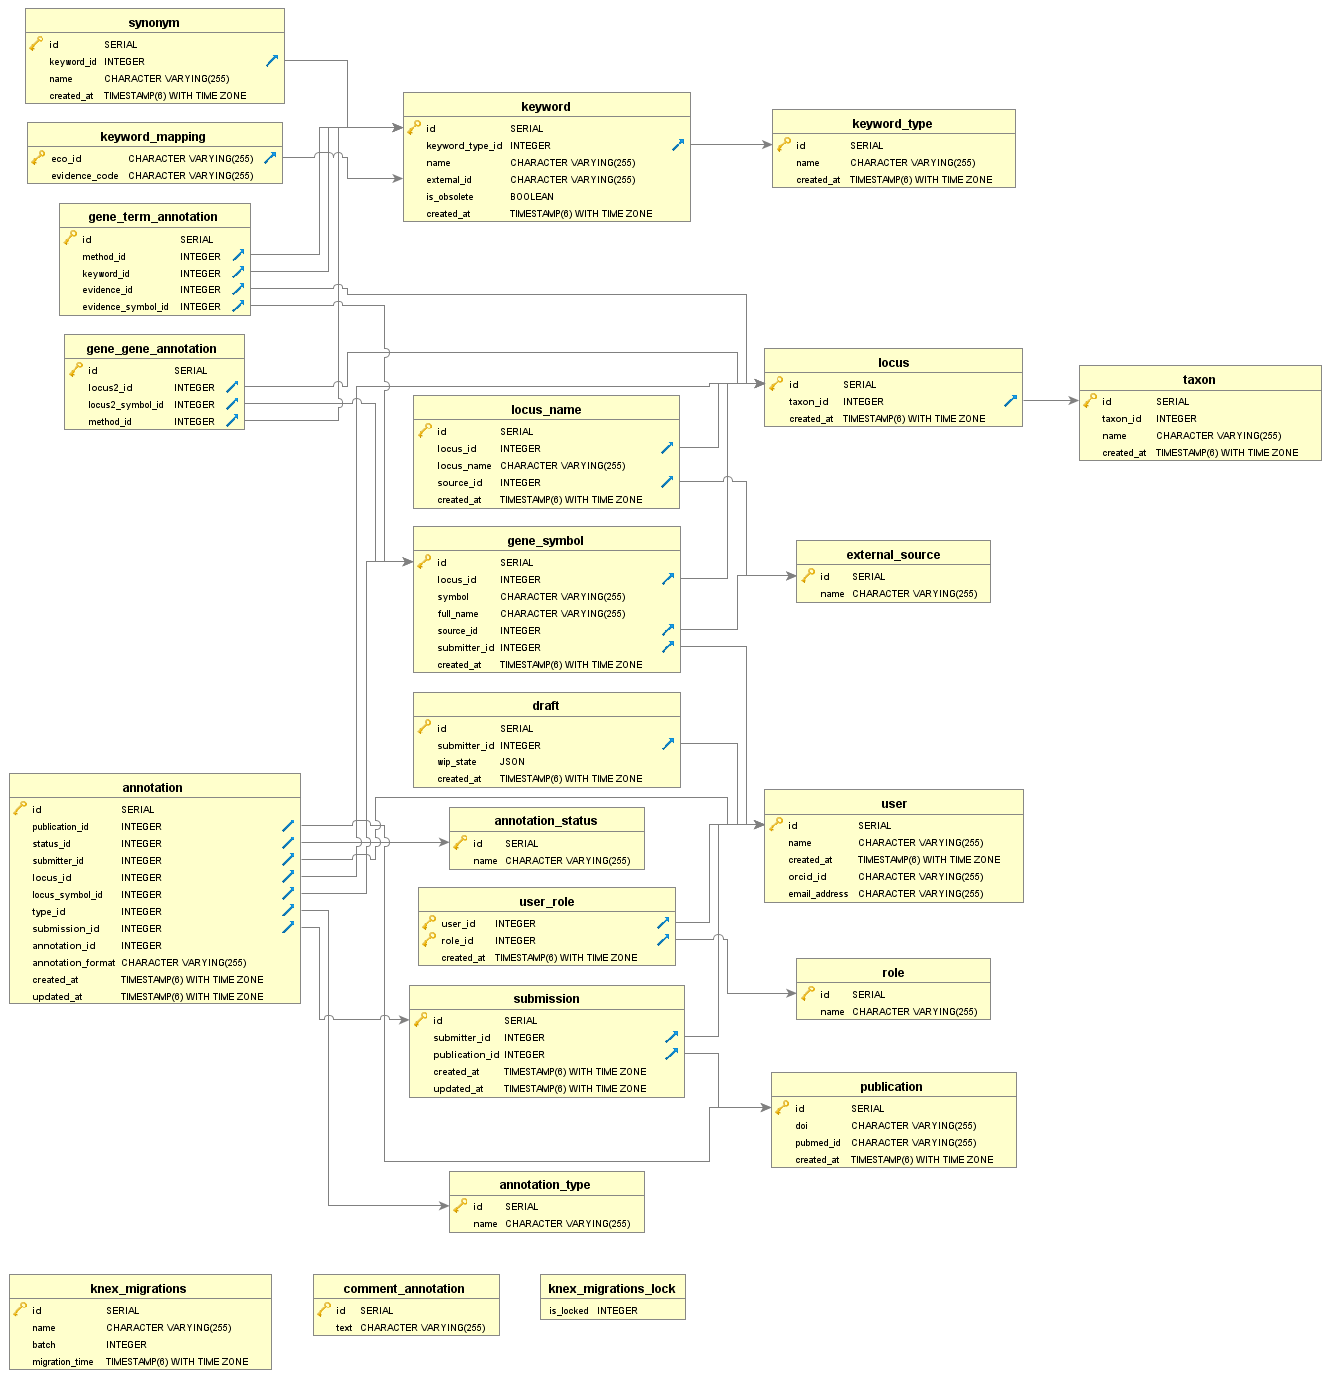 synonym
id SERIAL
keyword_id INTEGER
name CHARACTER VARYING(255)
created_at TIMESTAMP(6) WITH TIME ZONE
keyword_mapping
eco_id CHARACTER VARYING(255)
evidence_code CHARACTER VARYING(255)
keyword
id SERIAL
keyword_type_id INTEGER
name CHARACTER VARYING(255)
external_id CHARACTER VARYING(255)
is_obsolete BOOLEAN
created_at TIMESTAMP(6) WITH TIME ZONE
keyword_type
id SERIAL
name CHARACTER VARYING(255)
created_at TIMESTAMP(6) WITH TIME ZONE
gene_term_annotation
id SERIAL
method_id INTEGER
keyword_id INTEGER
evidence_id INTEGER
evidence_symbol_id INTEGER
gene_gene_annotation
id SERIAL
locus2_id INTEGER
locus2_symbol_id INTEGER
method_id INTEGER
locus
id SERIAL
taxon_id INTEGER
created_at TIMESTAMP(6) WITH TIME ZONE
taxon
id SERIAL
taxon_id INTEGER
name CHARACTER VARYING(255)
created_at TIMESTAMP(6) WITH TIME ZONE
locus_name
id SERIAL
locus_id INTEGER
locus_name CHARACTER VARYING(255)
source_id INTEGER
created_at TIMESTAMP(6) WITH TIME ZONE
gene_symbol
id SERIAL
locus_id INTEGER
symbol CHARACTER VARYING(255)
full_name CHARACTER VARYING(255)
source_id INTEGER
submitter_id INTEGER
created_at TIMESTAMP(6) WITH TIME ZONE
external_source
id SERIAL
name CHARACTER VARYING(255)
draft
id SERIAL
submitter_id INTEGER
wip_state JSON
created_at TIMESTAMP(6) WITH TIME ZONE
annotation
id SERIAL
publication_id INTEGER
status_id INTEGER
submitter_id INTEGER
locus_id INTEGER
locus_symbol_id INTEGER
type_id INTEGER
submission_id INTEGER
annotation_id INTEGER
annotation_format CHARACTER VARYING(255)
created_at TIMESTAMP(6) WITH TIME ZONE
updated_at TIMESTAMP(6) WITH TIME ZONE
annotation_status
id SERIAL
name CHARACTER VARYING(255)
user
id SERIAL
name CHARACTER VARYING(255)
created_at TIMESTAMP(6) WITH TIME ZONE
orcid_id CHARACTER VARYING(255)
email_address CHARACTER VARYING(255)
user_role
user_id INTEGER
role_id INTEGER
created_at TIMESTAMP(6) WITH TIME ZONE
role
id SERIAL
name CHARACTER VARYING(255)
submission
id SERIAL
submitter_id INTEGER
publication_id INTEGER
created_at TIMESTAMP(6) WITH TIME ZONE
updated_at TIMESTAMP(6) WITH TIME ZONE
publication
id SERIAL
doi CHARACTER VARYING(255)
pubmed_id CHARACTER VARYING(255)
created_at TIMESTAMP(6) WITH TIME ZONE
annotation_type
id SERIAL
name CHARACTER VARYING(255)
knex_migrations
id SERIAL
name CHARACTER VARYING(255)
batch INTEGER
migration_time TIMESTAMP(6) WITH TIME ZONE
comment_annotation
id SERIAL
text CHARACTER VARYING(255)
knex_migrations_lock
is_locked INTEGER